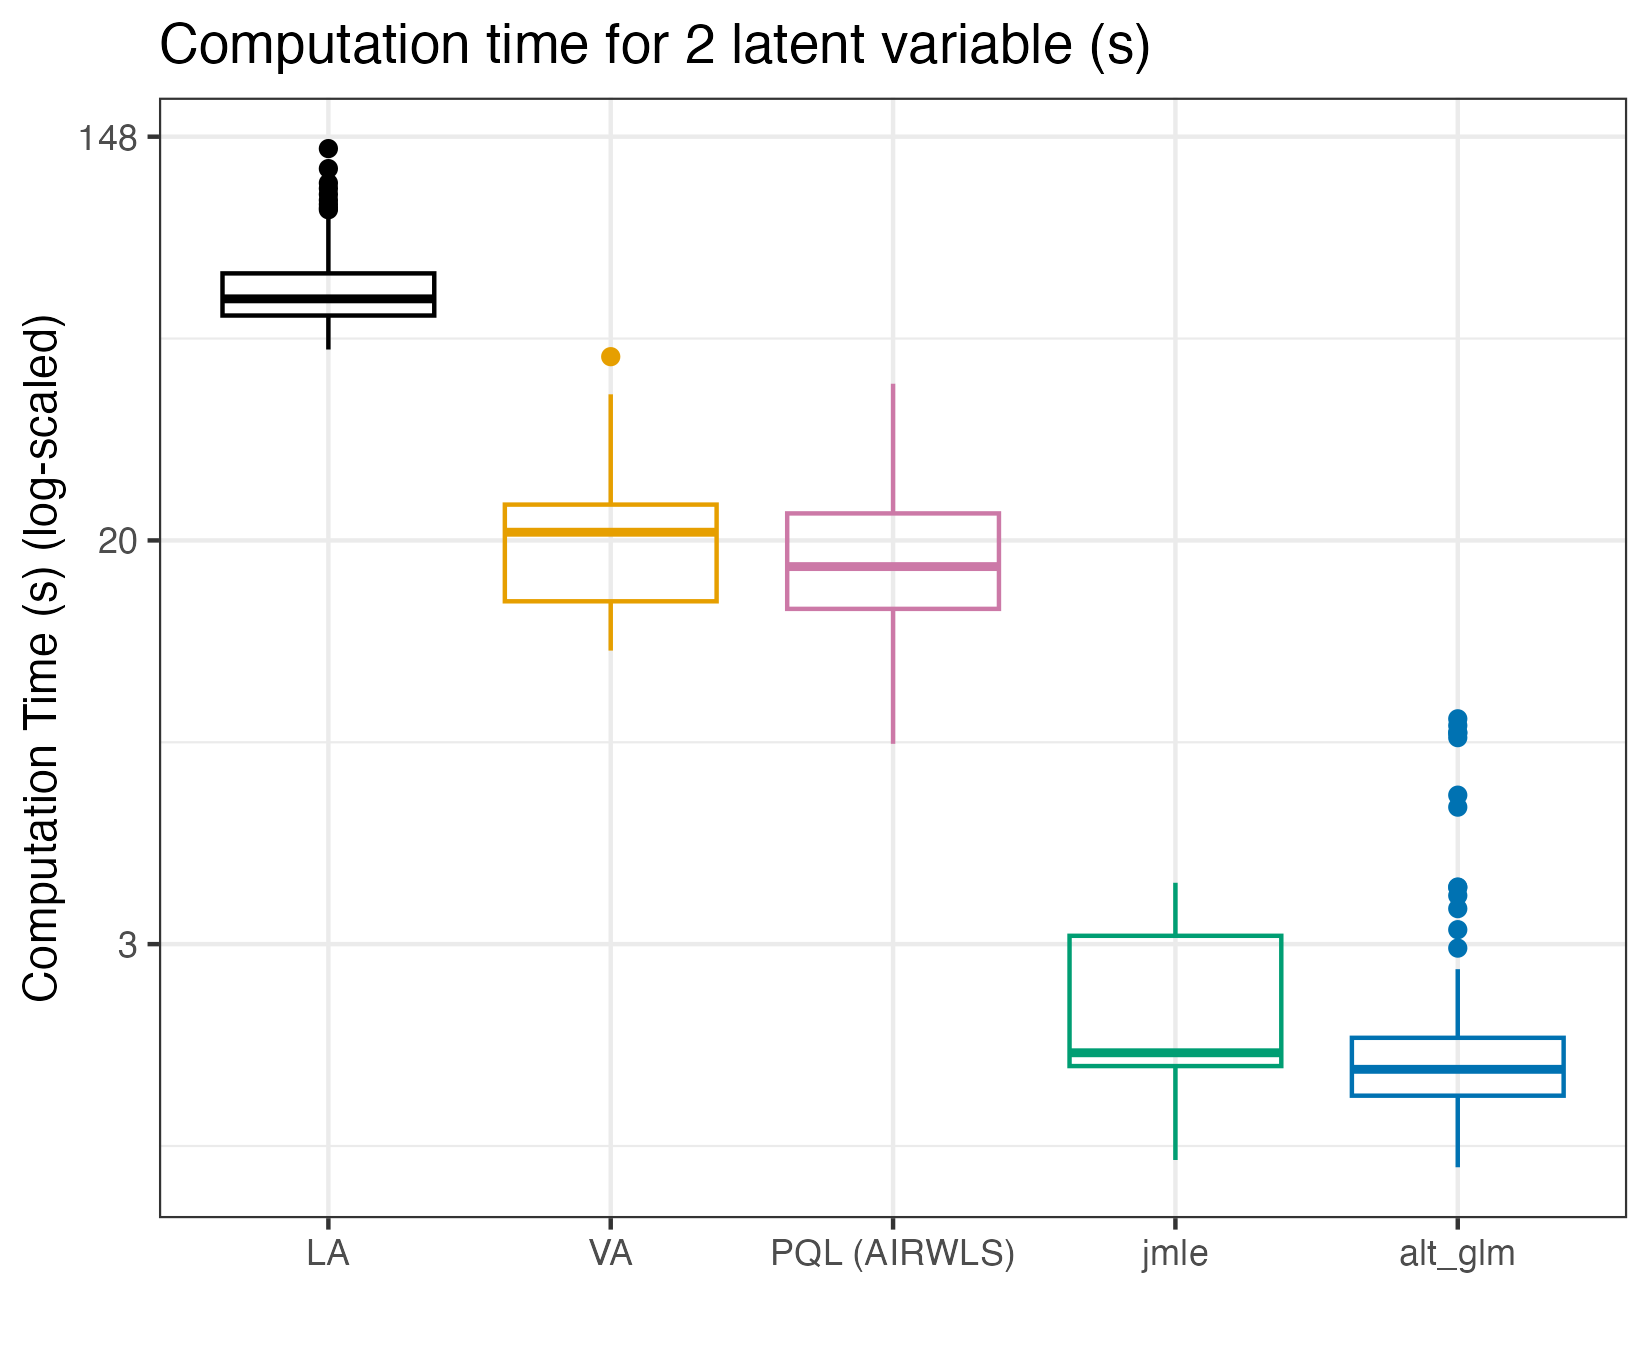 Computation time for 2 latent variable (s)
Computation Time (s) (log-scaled)
148
20
3
LA
VA
PQL (AIRWLS)
jmle
alt_glm